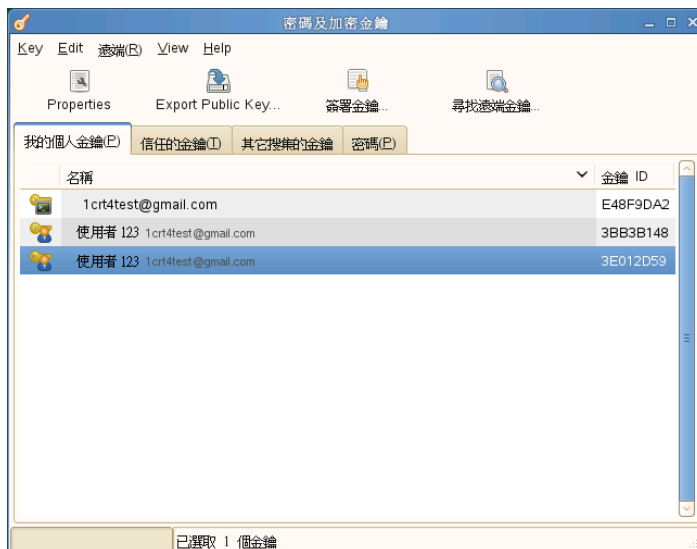 密碼及加密金鑰
Key Edit 遠端(R) View Help
Properties Export Public Key... 簽署金鑰... 尋找遠端金鑰...
我的個人金鑰(P) 信任的金鑰(T) 其它搜集的金鑰 密碼(P)
名稱 金鑰 ID
1crt4test@gmail.com E48F9DA2
使用者 123 1crt4test@gmail.com 3BB3B148
使用者 123 1crt4test@gmail.com 3E012D59
已選取 1 個金鑰